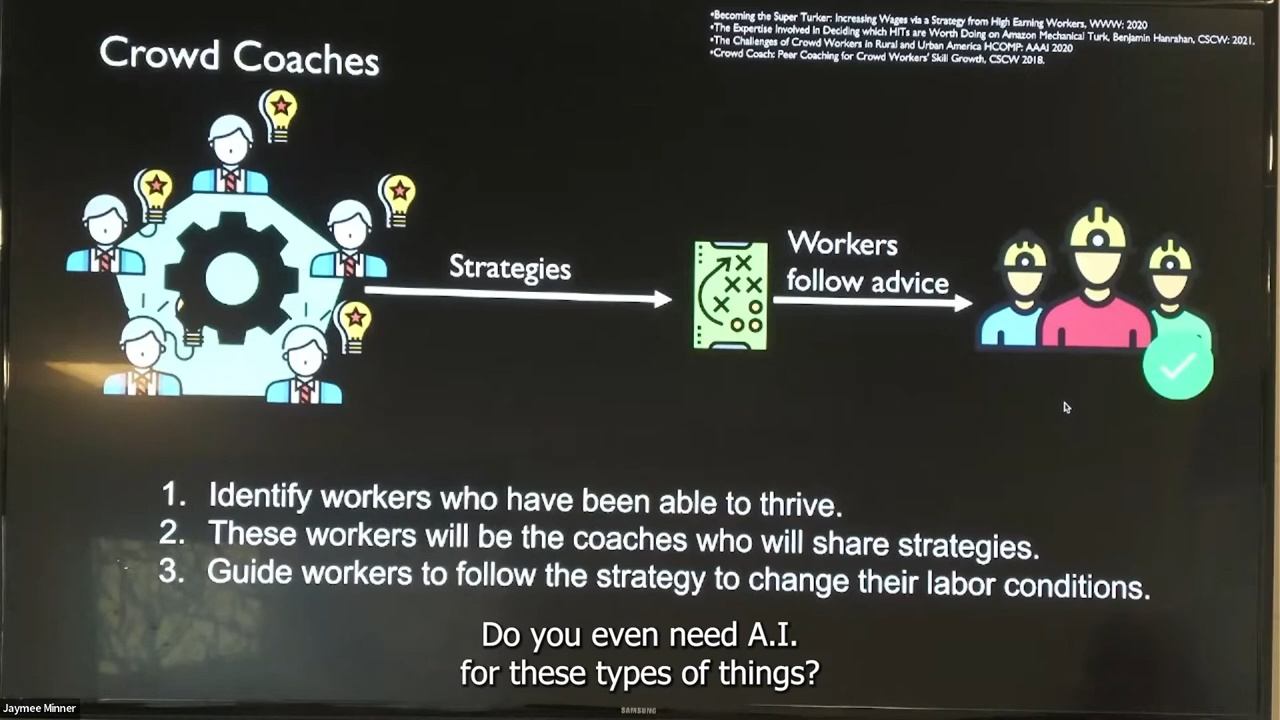 Crowd Coaches
*Becoming the Super Turker: Increasing Wages via a Strategy from High Earning Workers, WWW: 2020
*The Expertise Involved in Deciding which HITs are Worth Doing on Amazon Mechanical Turk, Benjamin Hanrahan, CSCW: 2021.
*The Challenges of Crowd Workers in Rural and Urban America HCOMP: AAAI 2020
*Crowd Coach: Peer Coaching for Crowd Workers' Skill Growth, CSCW 2018.
Strategies
Workers
follow advice
1. Identify workers who have been able to thrive.
2. These workers will be the coaches who will share strategies.
3. Guide workers to follow the strategy to change their labor conditions.
Do you even need A.I.
for these types of things?
Jaymee Minner
SAMSUNG